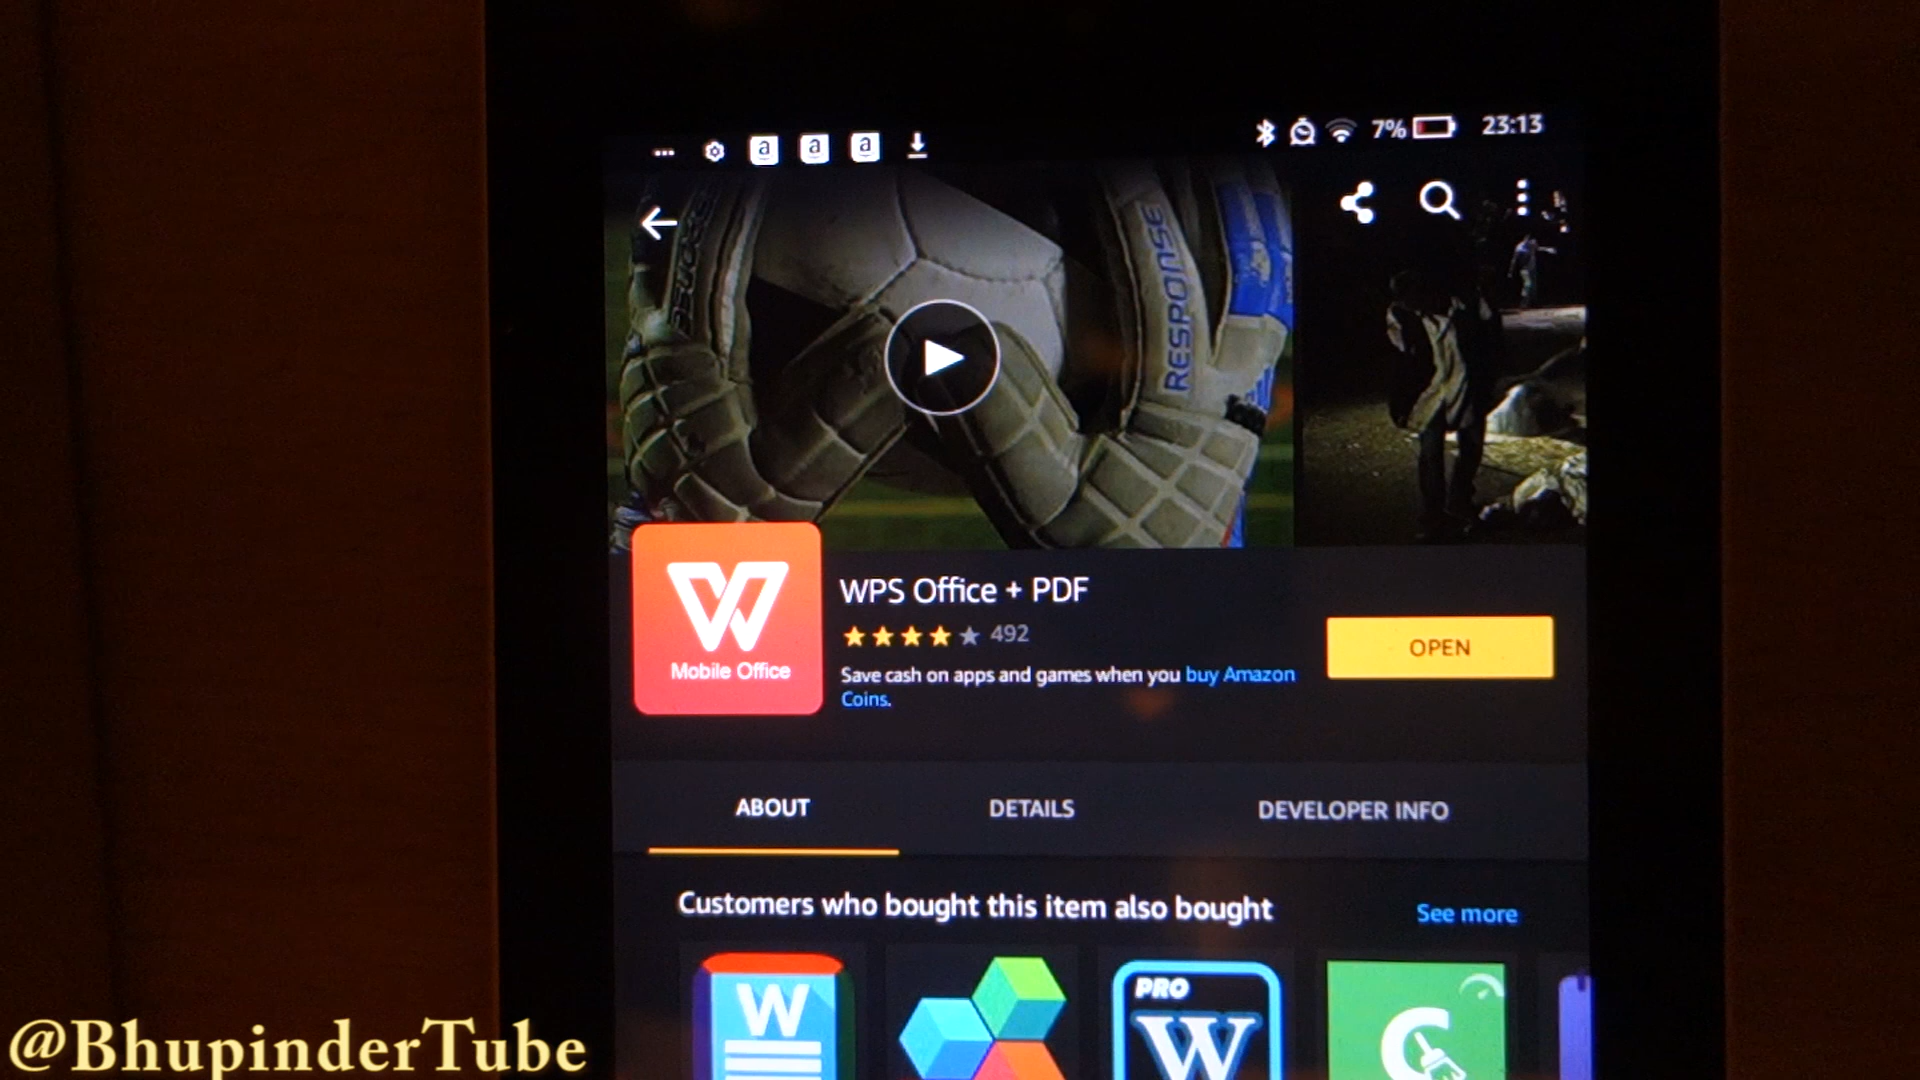 a a a
7% 23:13
RESPONSE
WPS Office + PDF
492
Mobile Office
Save cash on apps and games when you buy Amazon
Coins.
OPEN
ABOUT DETAILS DEVELOPER INFO
Customers who bought this item also bought
See more
W
PRO
W
@BhupinderTube